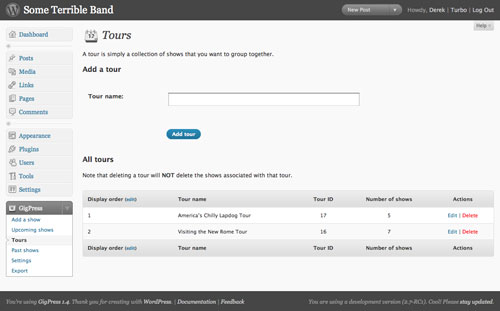 Some Terrible Band
New Post
Howdy, Derek | Turbo | Log Out
Help
Dashboard
Posts
Media
Links
Pages
Comments
Appearance
Plugins
Users
Tools
Settings
GigPress
Add a show
Upcoming shows
Tours
Past shows
Settings
Export
17
Tours
A tour is simply a collection of shows that you want to group together.
Add a tour
Tour name:
Add tour
All tours
Note that deleting a tour will NOT delete the shows associated with that tour.
Display order (edit) Tour name Tour ID Number of shows Actions
1 America's Chilly Lapdog Tour 17 5 Edit | Delete
2 Visiting the New Rome Tour 16 7 Edit | Delete
Display order (edit) Tour name Tour ID Number of shows Actions
You're using GigPress 1.4. Thank you for creating with WordPress. | Documentation | Feedback
You are using a development version (2.7-RC1). Cool! Please stay updated.